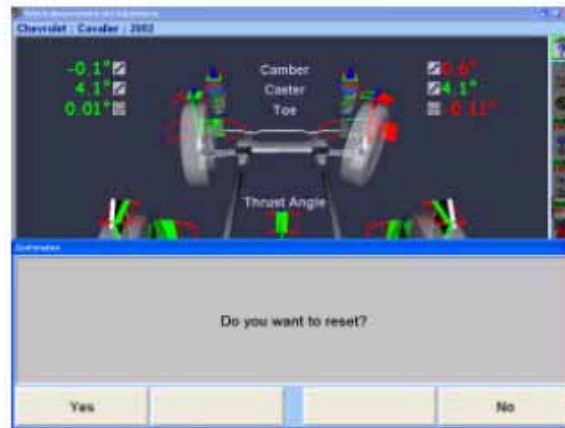 Chevrolet : Cavalier : 2002
-0.1° Camber 0.6°
4.1° Caster 4.1°
0.01° Toe -0.11°
Thrust Angle
Do you want to reset?
Yes No